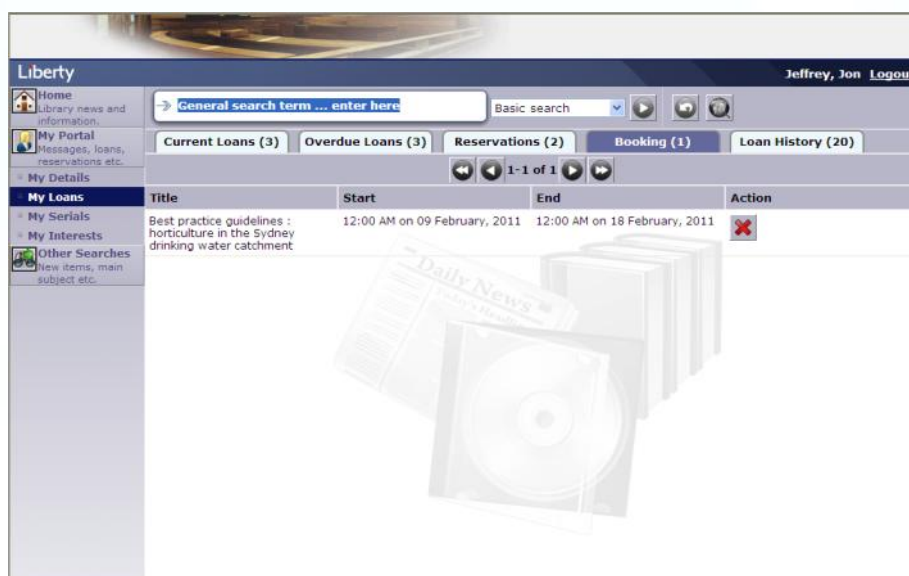 Liberty
Jeffrey, Jon Logou
Home
Library news and
information.
General search term ... enter here
Basic search
My Portal
Messages, loans,
reservations etc.
Current Loans (3)
Overdue Loans (3)
Reservations (2)
Booking (1)
Loan History (20)
1-1 of 1
My Details
My Loans
My Serials
My Interests
Other Searches
New items, main
subject etc.
Title Start End Action
Best practice guidelines : 12:00 AM on 09 February, 2011 12:00 AM on 18 February, 2011
horticulture in the Sydney
drinking water catchment
Daily News
Today's Headl